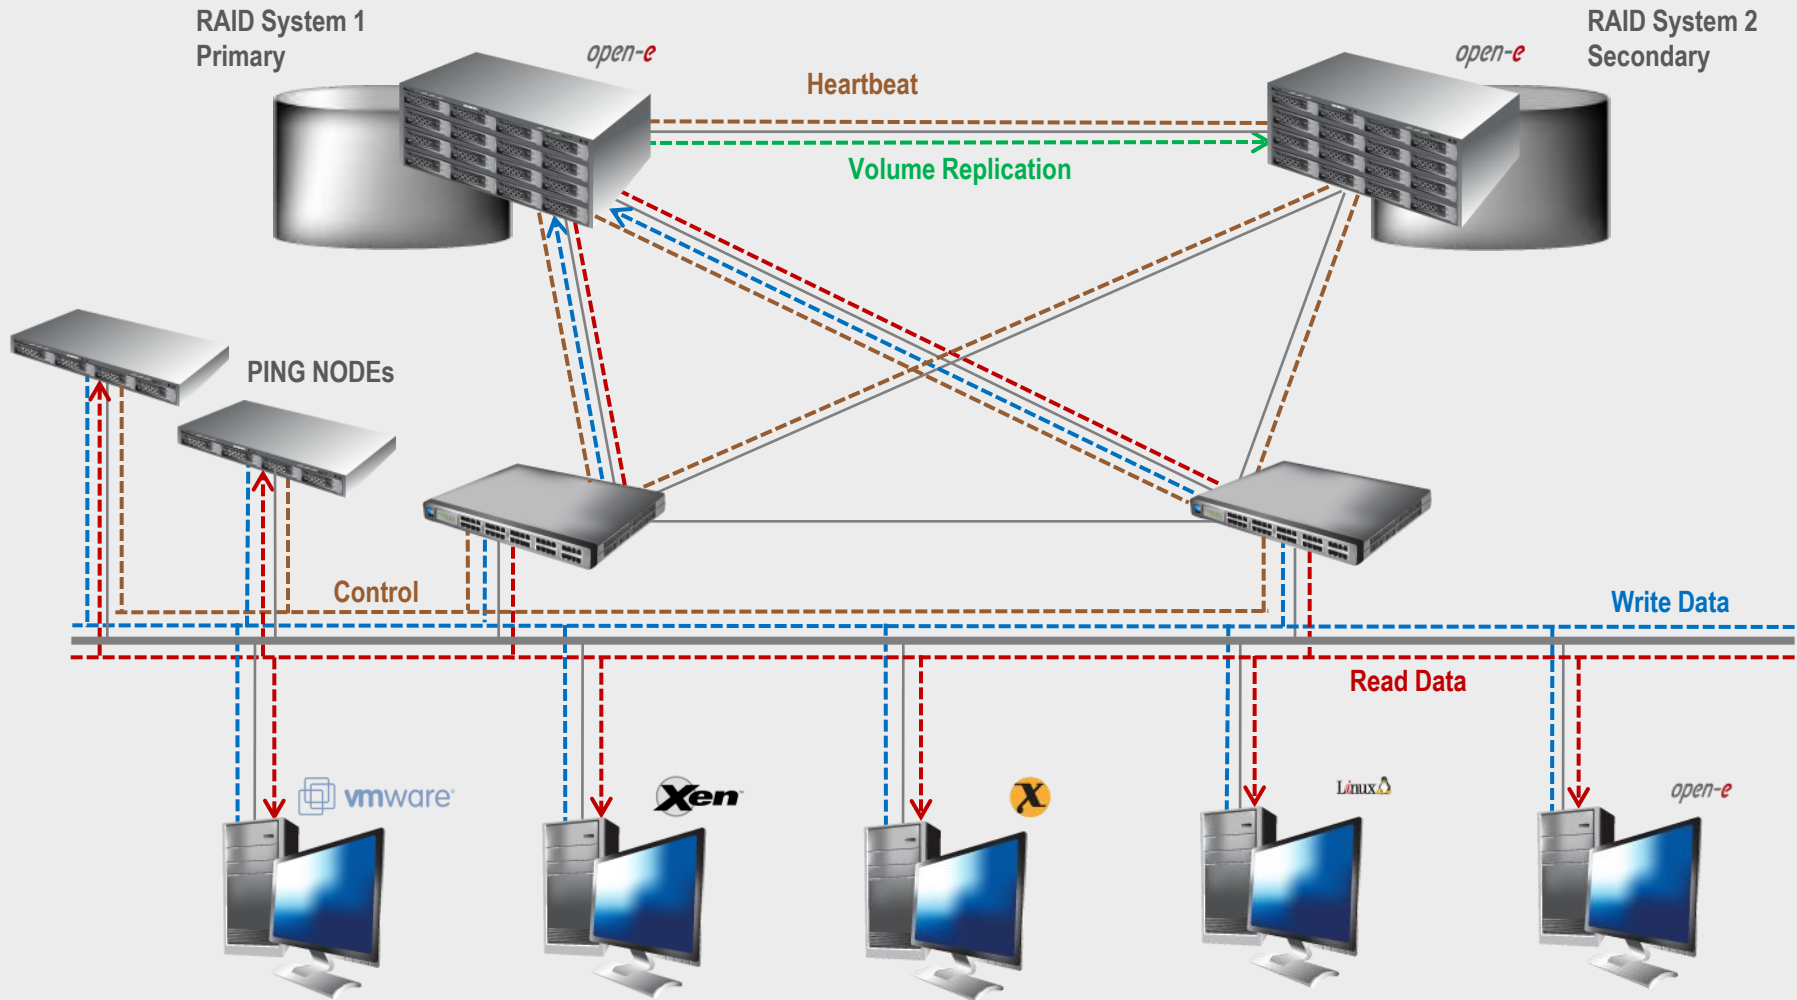 RAID System 1
Primary
open-e
Heartbeat
Volume Replication
open-e
RAID System 2
Secondary
PING NODEs
Control
Write Data
Read Data
vmware
Xen
X
Linux
open-e